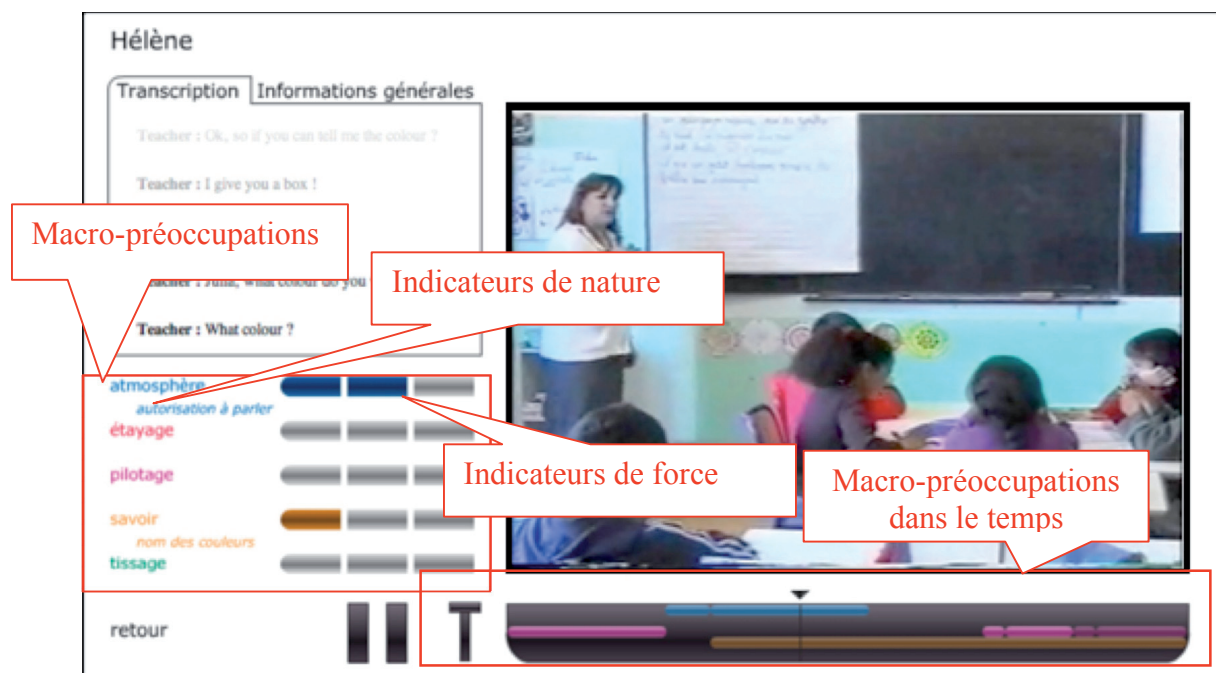 Hélène
Transcription Informations générales
Teacher : Ok, so if you can tell me the colour ?
Teacher : I give you a box !
Macro-préoccupations
Indicateurs de nature
what colour do you
Teacher : What colour ?
atmosphère
autorisation à parler
étayage
Indicateurs de force
pilotage
Macro-préoccupations
dans le temps
savoir
nom des couleurs
tissage
retour